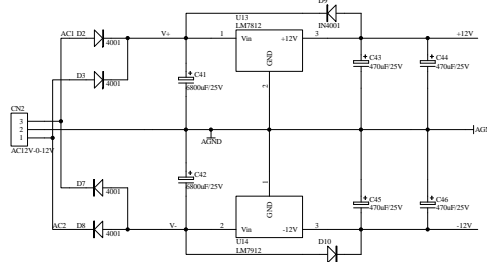 D9
U13
LM7812
IN4001
AC1 D2
4001
V+
1
Vin
+12V
3
+12V
GND
2
D3
4001
C41
6800uF/25V
C43
470uF/25V
C44
470uF/25V
CN2
3
2
1
AC12V-0-12V
AGND
C42
6800uF/25V
D7
4001
1
GND
C45
470uF/25V
C46
470uF/25V
AC2 D8
4001
V-
2
Vin
-12V
3
-12V
U14
LM7912
D10